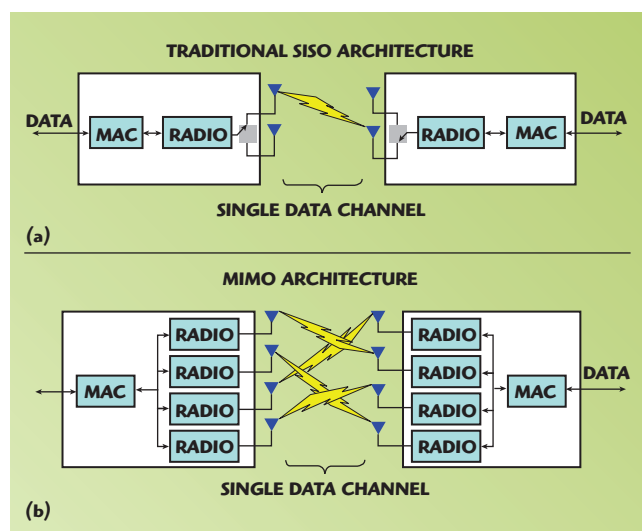 TRADITIONAL SISO ARCHITECTURE
DATA
MAC
RADIO
RADIO
MAC
DATA
SINGLE DATA CHANNEL
(a)
MIMO ARCHITECTURE
RADIO
RADIO
RADIO
RADIO
MAC
RADIO
RADIO
RADIO
RADIO
MAC
DATA
SINGLE DATA CHANNEL
(b)